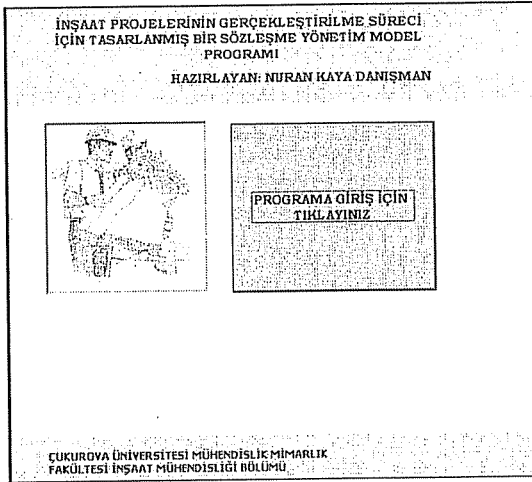 İNŞAAT PROJELERİNİN GERÇEKLEŞTİRİLME SÜRECİ
İÇİN TASARLANMIŞ BİR SÖZLEŞME YÖNETİM MODEL
PROGRAMI
HAZIRLAYAN: NURAN KAYA DANIŞMAN
PROGRAMA GİRİŞ İÇİN
TIKLAYINIZ
ÇUKUROVA ÜNİVERSİTESİ MÜHENDİSLİK MİMARLIK
FAKÜLTESİ İNŞAAT MÜHENDİSLİĞİ BÖLÜMÜ